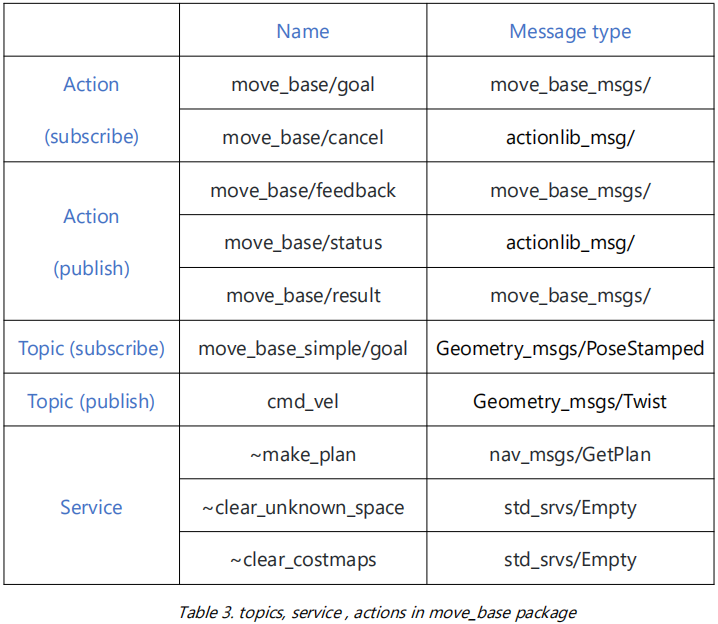 Name Message type
Action
(subscribe)
move_base/goal move_base_msgs/
move_base/cancel actionlib_msg/
Action
(publish)
move_base/feedback move_base_msgs/
move_base/status actionlib_msg/
move_base/result move_base_msgs/
Topic (subscribe) move_base_simple/goal Geometry_msgs/PoseStamped
Topic (publish) cmd_vel Geometry_msgs/Twist
Service
~make_plan nav_msgs/GetPlan
~clear_unknown_space std_srvs/Empty
~clear_costmaps std_srvs/Empty
Table 3. topics, service , actions in move_base package